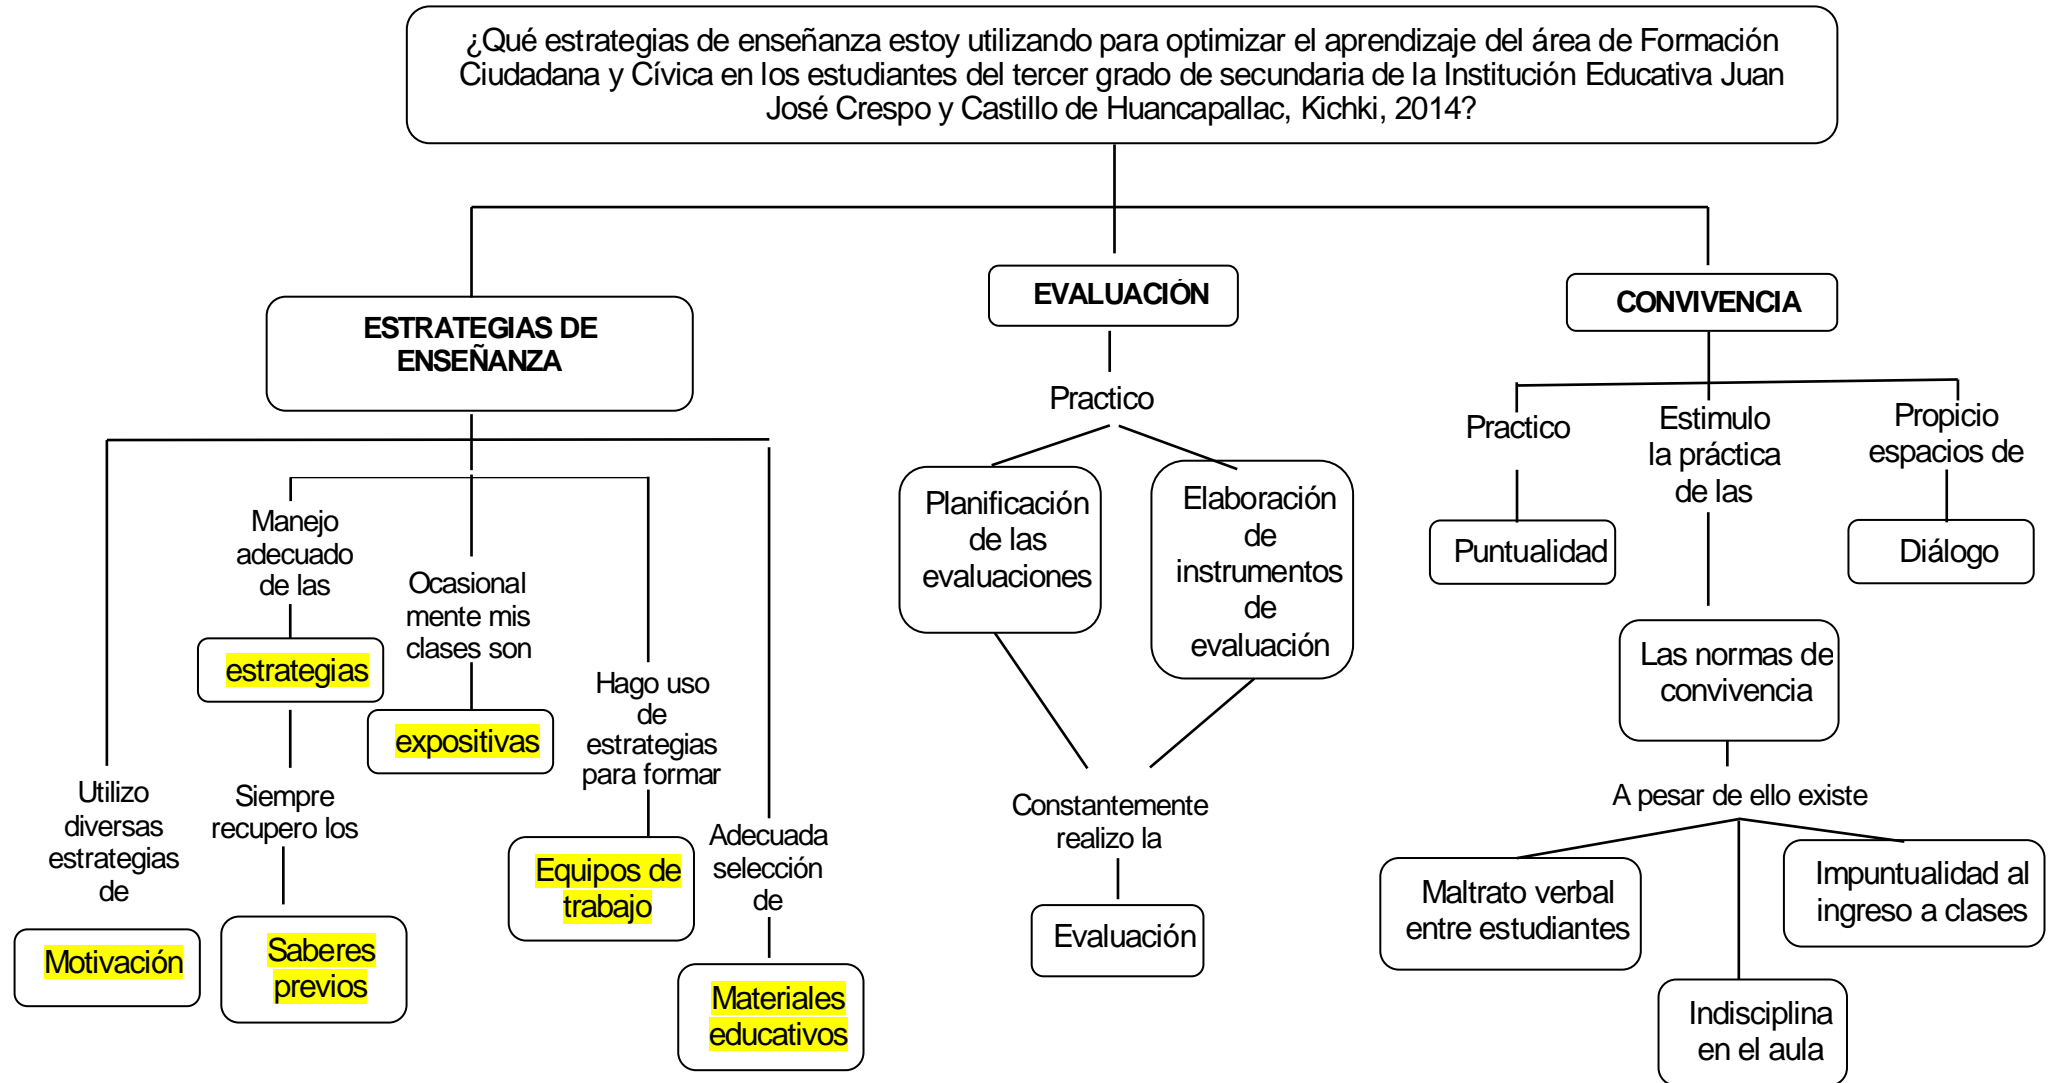 ¿Qué estrategias de enseñanza estoy utilizando para optimizar el aprendizaje del área de Formación
Ciudadana y Cívica en los estudiantes del tercer grado de secundaria de la Institución Educativa Juan
José Crespo y Castillo de Huancapallac, Kichki, 2014?
ESTRATEGIAS DE
ENSEÑANZA
Utilizo
diversas
estrategias
de
Motivación
Manejo
adecuado
de las
estrategias
Siempre
recupero los
Saberes
previos
Ocasional
mente mis
clases son
expositivas
Hago uso
de
estrategias
para formar
Equipos de
trabajo
Adecuada
selección
de
Materiales
educativos
EVALUACIÓN
Practico
Planificación
de las
evaluaciones
Elaboración
de
instrumentos
de
evaluación
Constantemente
realizo la
Evaluación
CONVIVENCIA
Practico
Puntualidad
Estimulo
la práctica
de las
Las normas de
convivencia
Propicio
espacios de
Diálogo
A pesar de ello existe
Maltrato verbal
entre estudiantes
Indisciplina
en el aula
Impuntualidad al
ingreso a clases